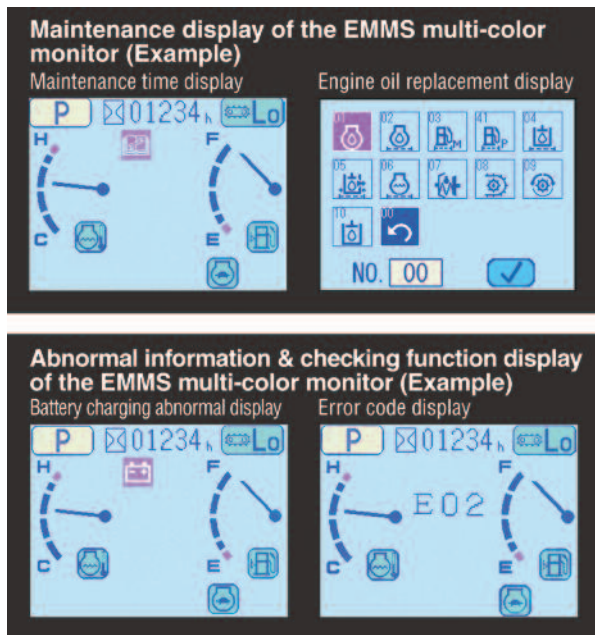 Maintenance display of the EMMS multi-color
monitor (Example)
Maintenance time display
Engine oil replacement display
P 01234 h Lo
H F
C E
01 02 03 41 04
M P
05 06 07 08 09
10 00
NO. 00
Abnormal information & checking function display
of the EMMS multi-color monitor (Example)
Battery charging abnormal display
Error code display
P 01234 h Lo
H F
C E
P 01234 h Lo
H F
E02
C E